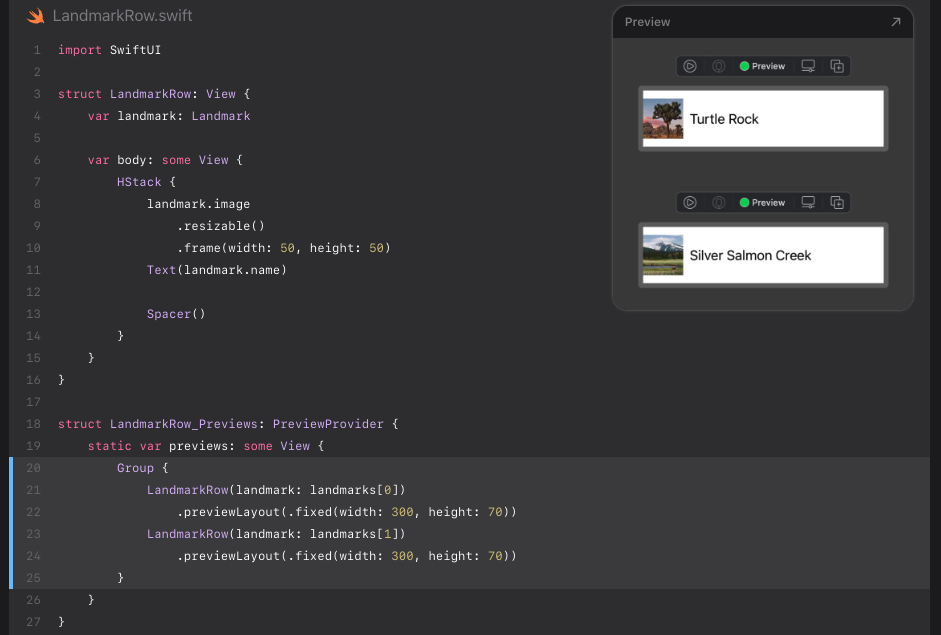 LandmarkRow.swift
1 import SwiftUI
2
3 struct LandmarkRow: View {
4     var landmark: Landmark
5
6     var body: some View {
7         HStack {
8             landmark.image
9                 .resizable()
10                 .frame(width: 50, height: 50)
11             Text(landmark.name)
12
13             Spacer()
14         }
15     }
16 }
17
18 struct LandmarkRow_Previews: PreviewProvider {
19     static var previews: some View {
20         Group {
21             LandmarkRow(landmark: landmarks[0])
22                 .previewLayout(.fixed(width: 300, height: 70))
23             LandmarkRow(landmark: landmarks[1])
24                 .previewLayout(.fixed(width: 300, height: 70))
25         }
26     }
27 }
Preview
Preview
Turtle Rock
Preview
Silver Salmon Creek